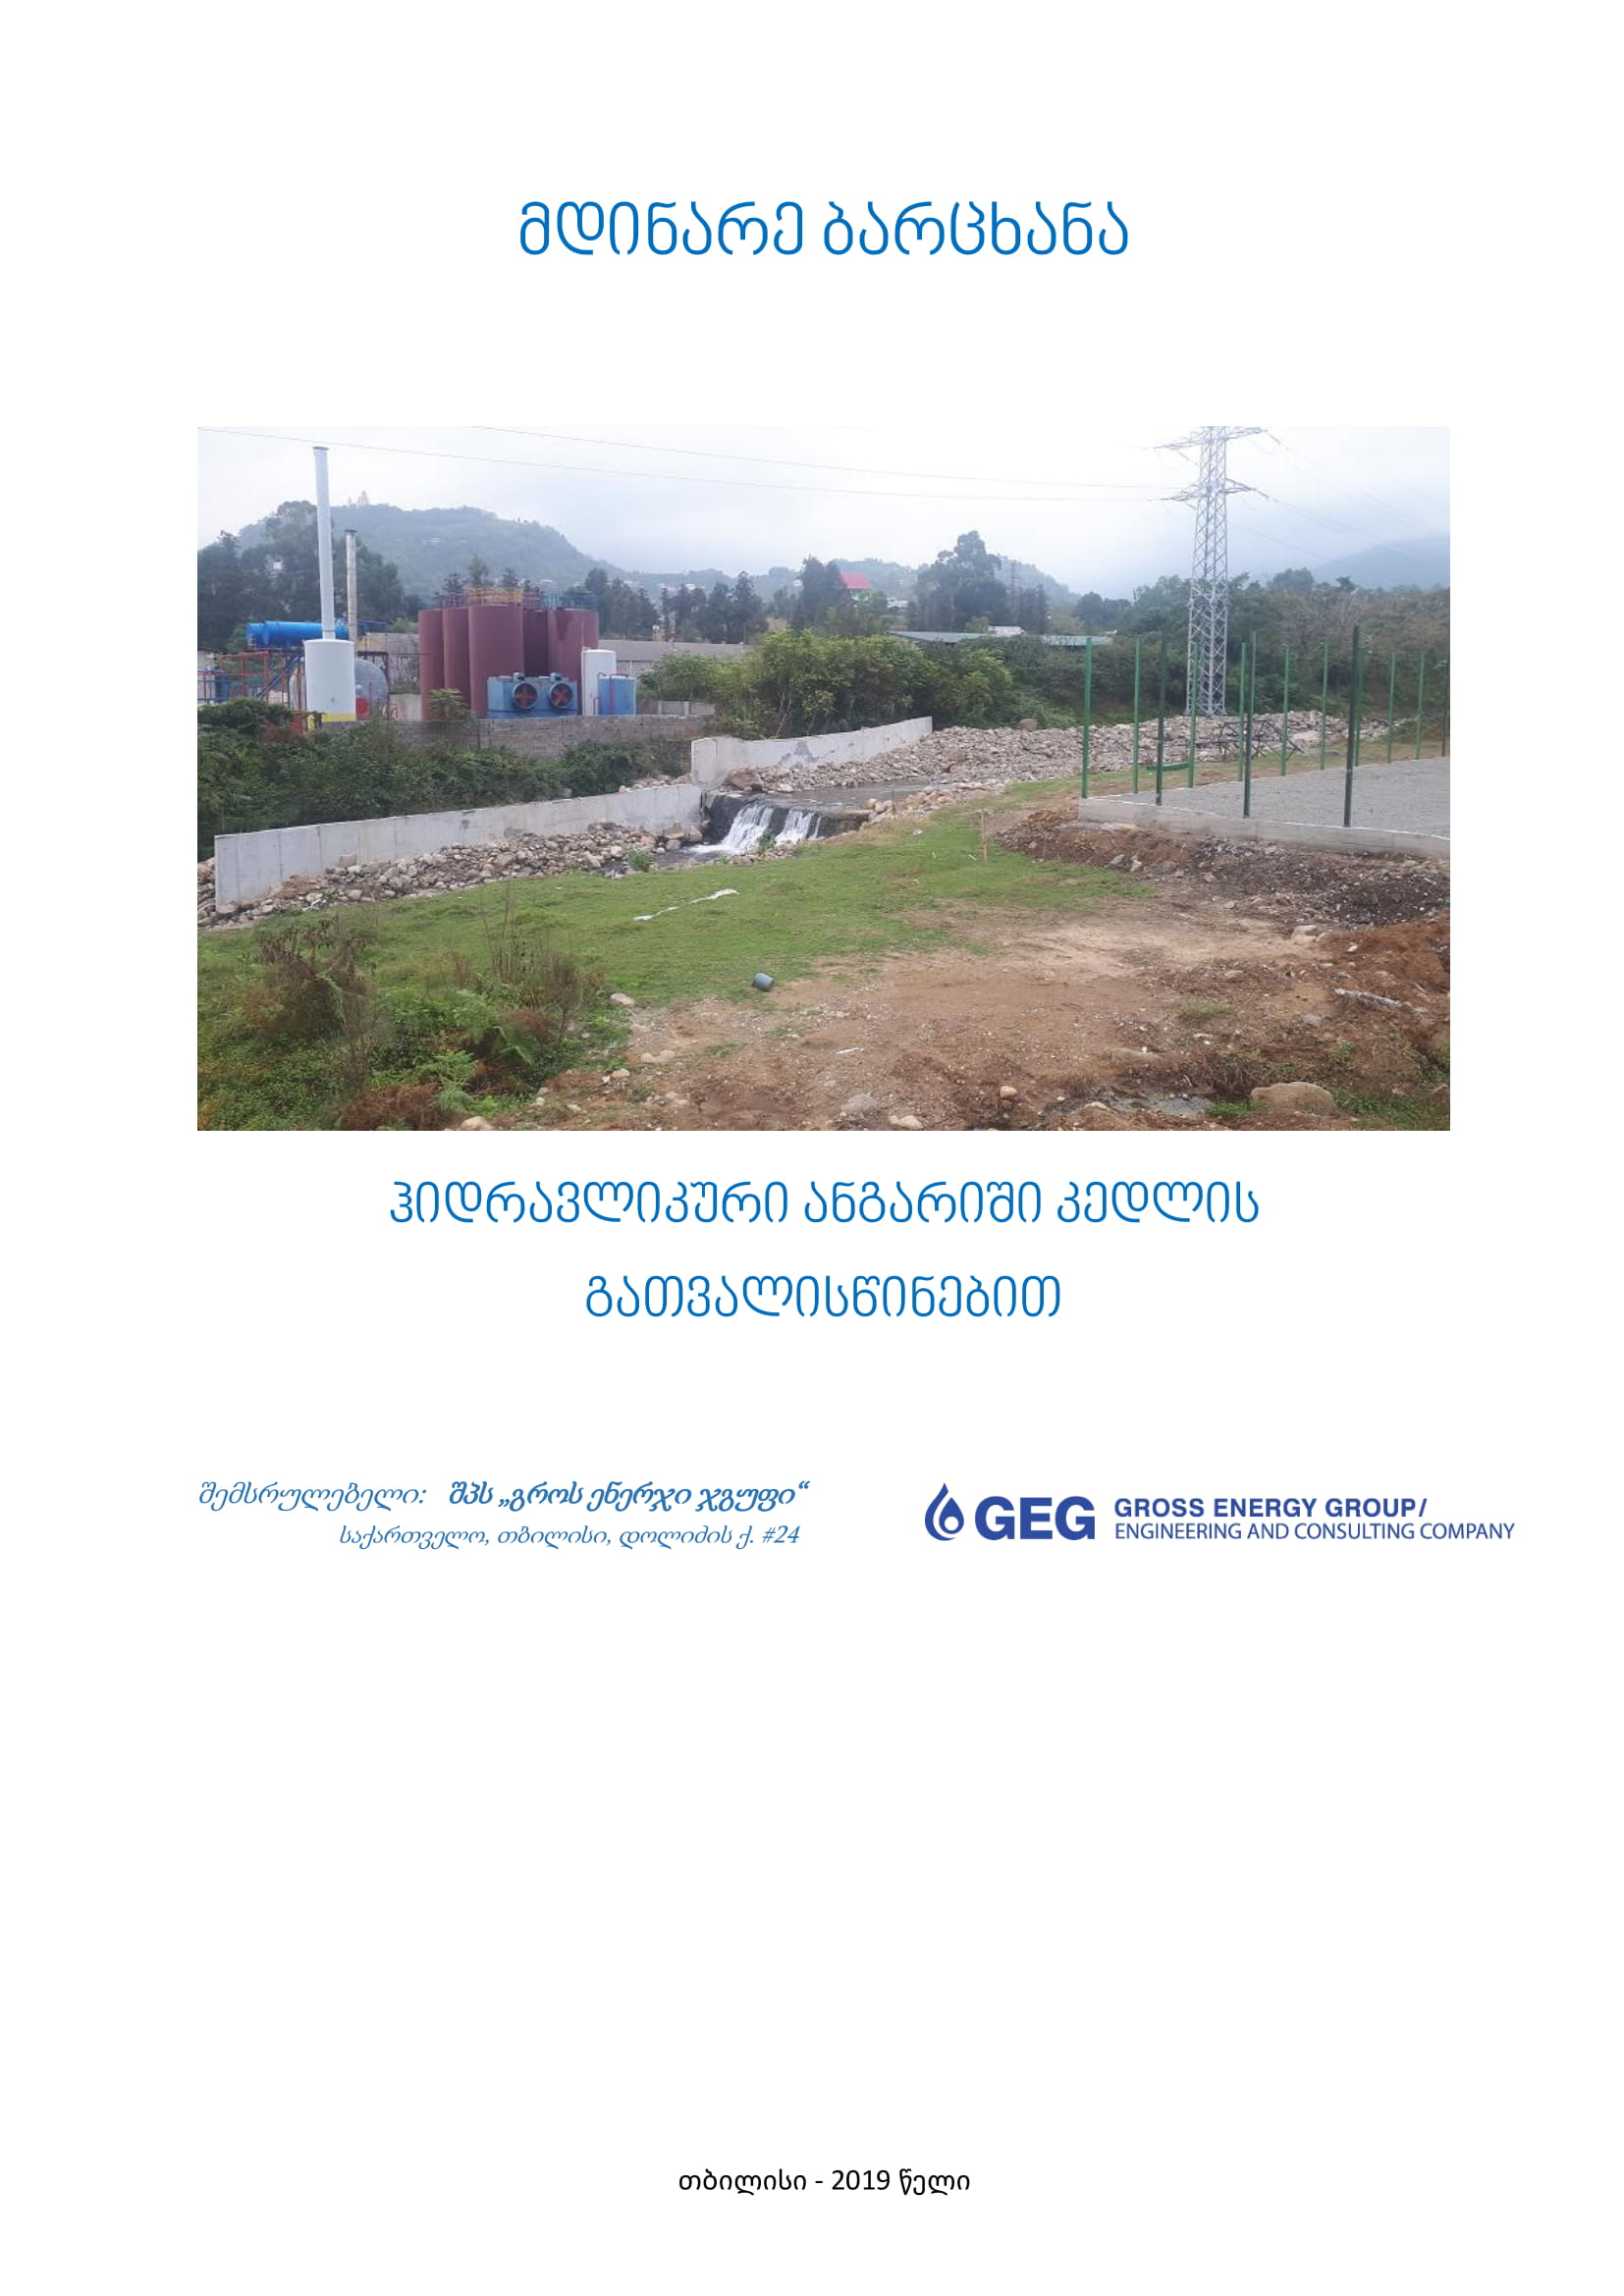 მდინარე ბარცხანა
ჰიდრავლიკური ანგარიში კედლის
გათვალისწინებით
შემსრულებელი: შპს „გროს ენერჯი ჯგუფი“
საქართველო, თბილისი, დოლიძის ქ. #24
GEG GROSS ENERGY GROUP/
ENGINEERING AND CONSULTING COMPANY
თბილისი - 2019 წელი